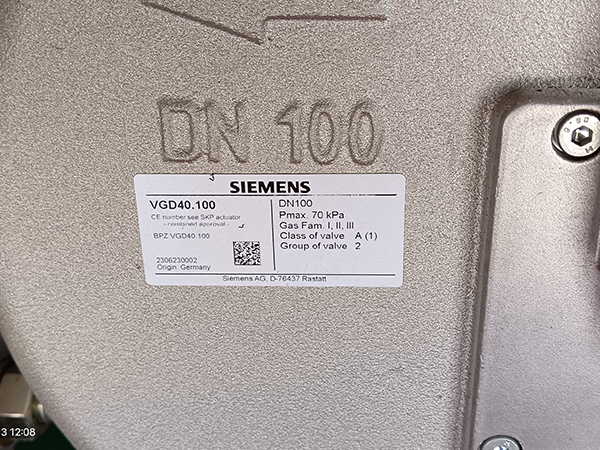 DN 100
SIEMENS
VGD40.100
CE number see SKP actuator
- combined approval -
BPZ:VGD40.100
2306230002
Origin: Germany
DN100
Pmax. 70 kPa
Gas Fam. I, II, III
Class of valve A (1)
Group of valve 2
Siemens AG, D-76437 Rastatt
3 12:08